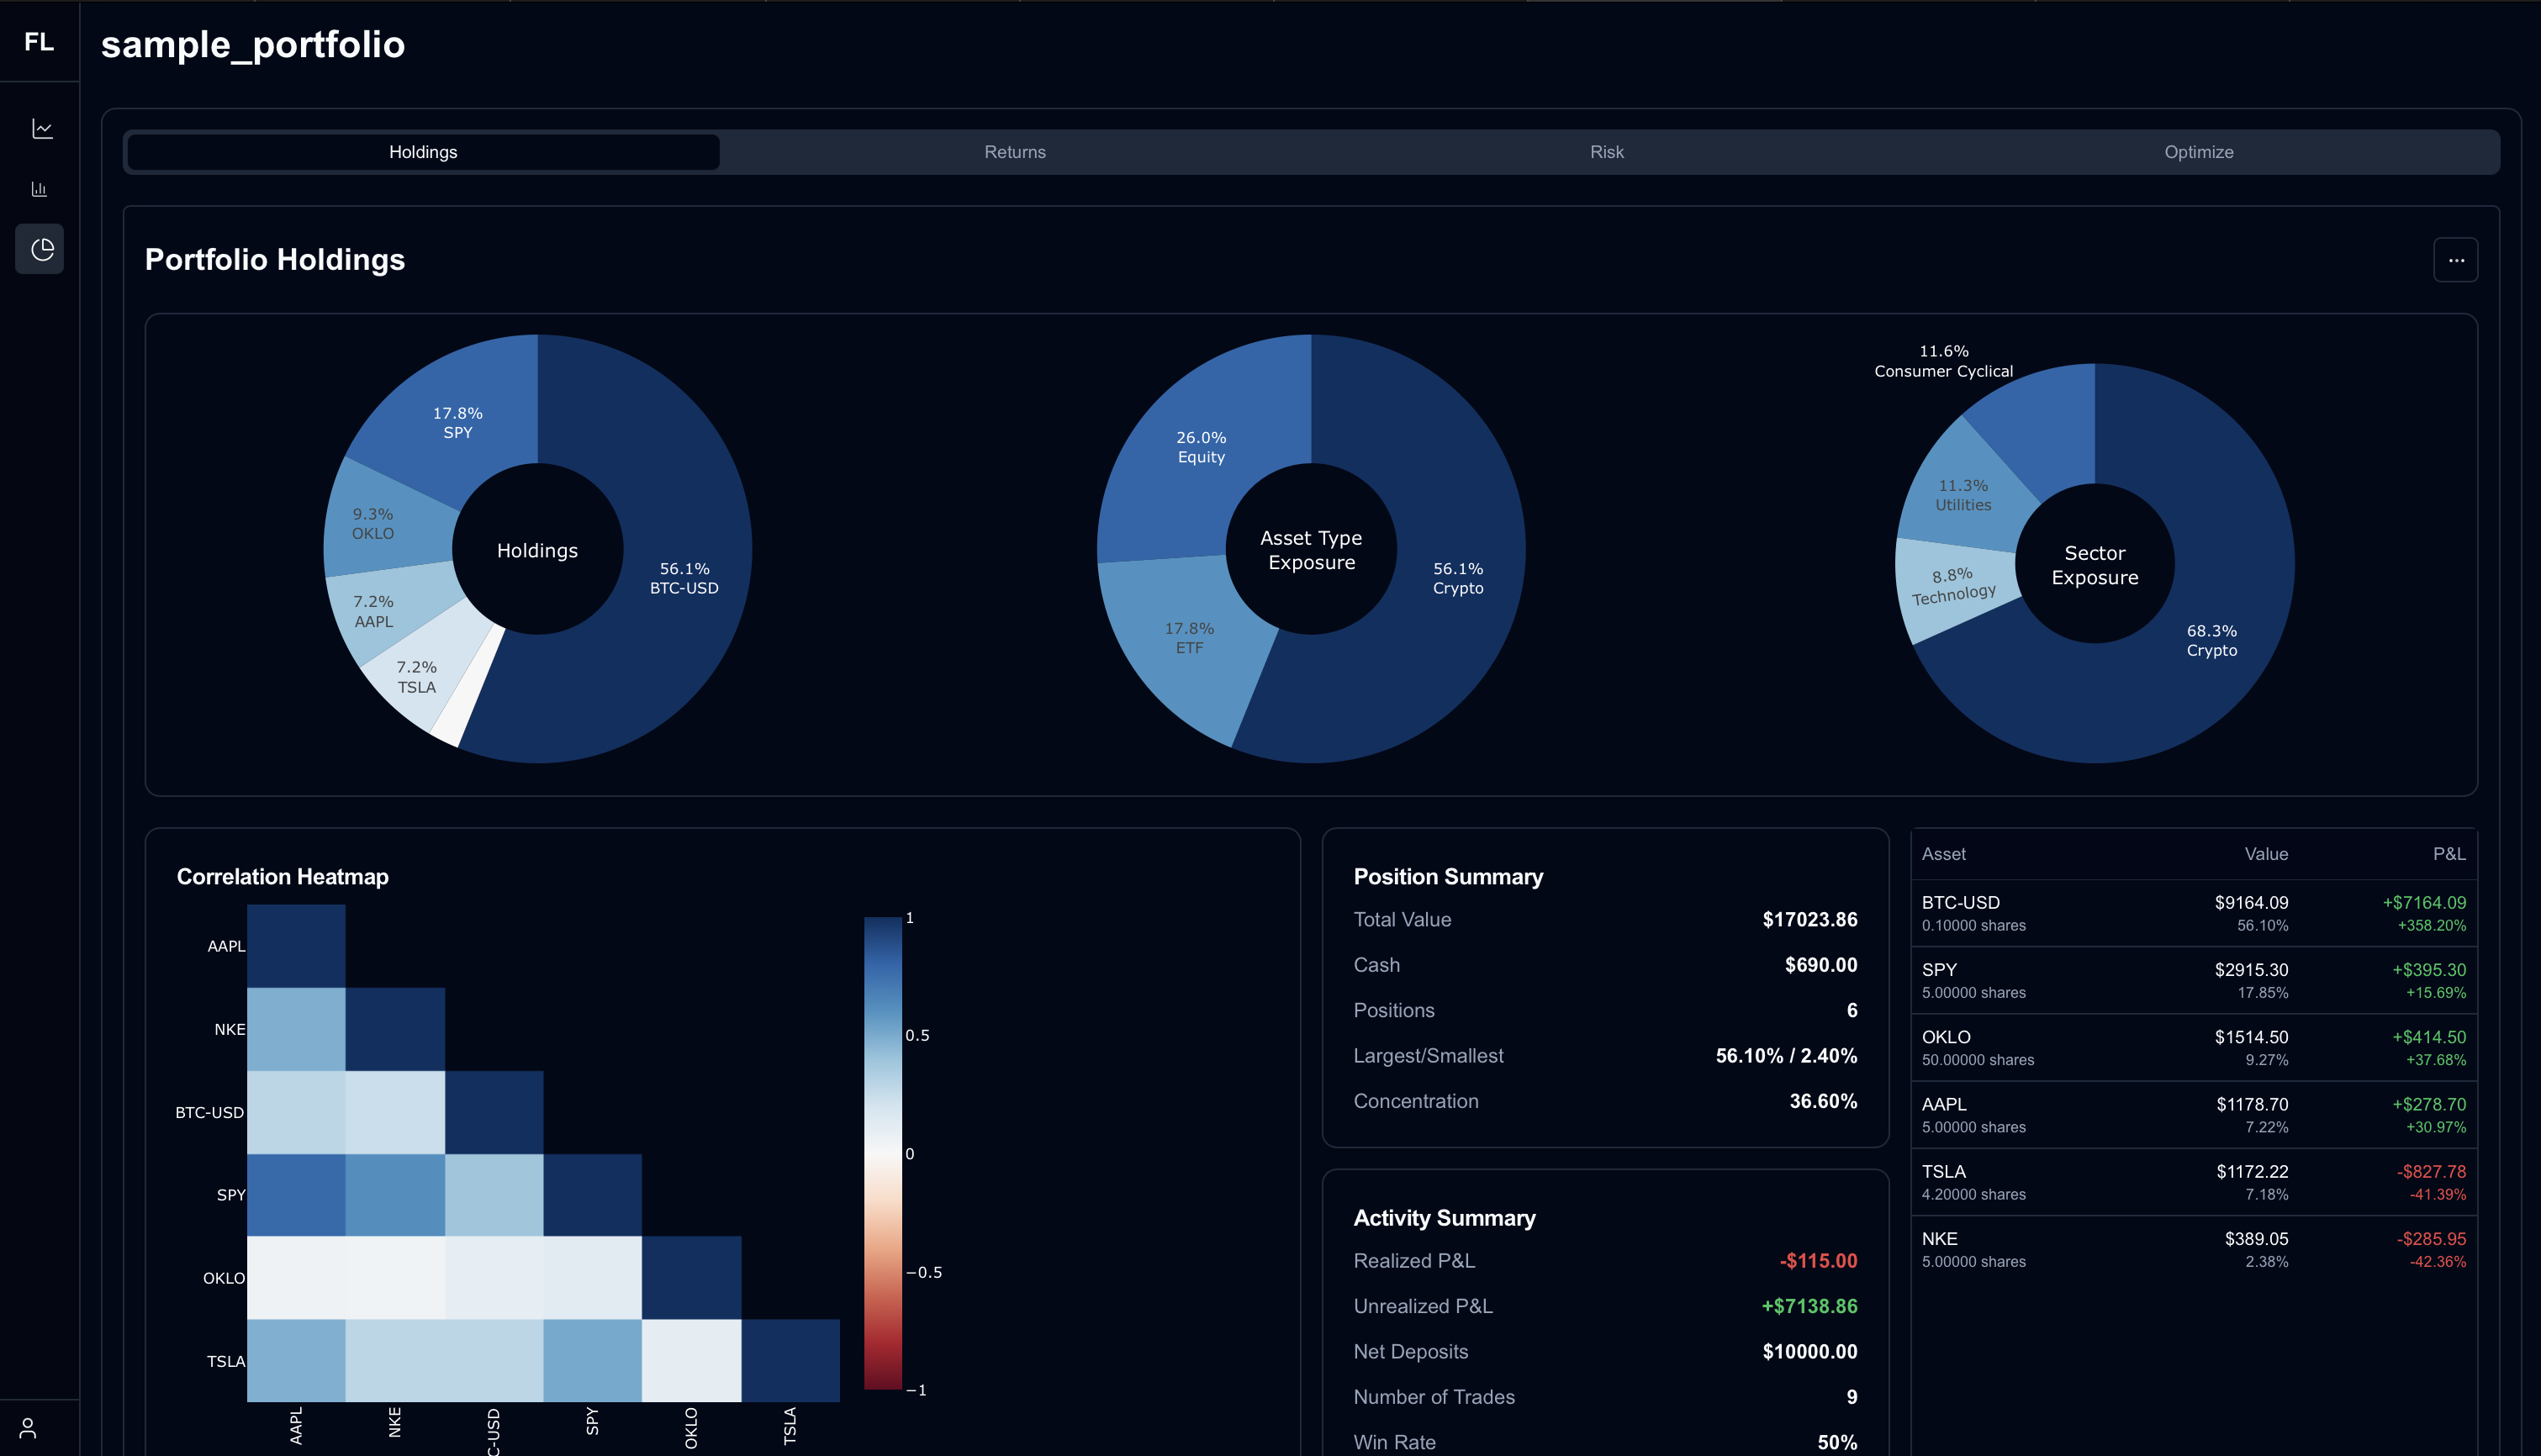 FL
sample_portfolio
Holdings
Returns
Risk
Optimize
Portfolio Holdings
...
17.8%
SPY
9.3%
OKLO
7.2%
AAPL
7.2%
TSLA
56.1%
BTC-USD
Holdings
26.0%
Equity
17.8%
ETF
56.1%
Crypto
Asset Type
Exposure
11.6%
Consumer Cyclical
11.3%
Utilities
8.8%
Technology
68.3%
Crypto
Sector
Exposure
Correlation Heatmap
AAPL
NKE
BTC-USD
SPY
OKLO
TSLA
AAPL
NKE
C-USD
SPY
OKLO
TSLA
1
0.5
0
−0.5
−1
Position Summary
Total Value $17023.86
Cash $690.00
Positions 6
Largest/Smallest 56.10% / 2.40%
Concentration 36.60%
Activity Summary
Realized P&L -$115.00
Unrealized P&L +$7138.86
Net Deposits $10000.00
Number of Trades 9
Win Rate 50%
Asset Value P&L
BTC-USD $9164.09 +$7164.09
0.10000 shares 56.10% +358.20%
SPY $2915.30 +$395.30
5.00000 shares 17.85% +15.69%
OKLO $1514.50 +$414.50
50.00000 shares 9.27% +37.68%
AAPL $1178.70 +$278.70
5.00000 shares 7.22% +30.97%
TSLA $1172.22 -$827.78
4.20000 shares 7.18% -41.39%
NKE $389.05 -$285.95
5.00000 shares 2.38% -42.36%